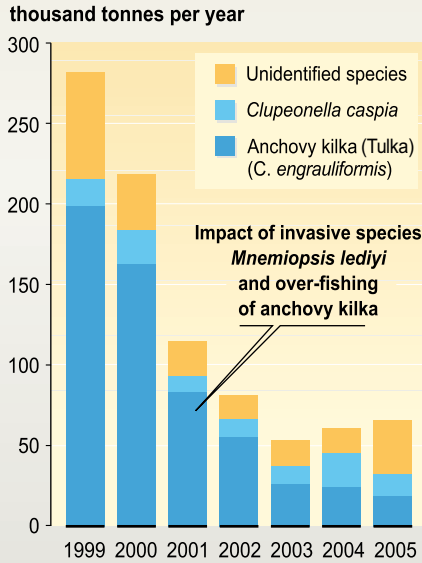 thousand tonnes per year
300
250
200
150
100
50
0
Unidentified species
Clupeonella caspia
Anchovy kilka (Tulka)
(C. engrauliformis)
Impact of invasive species
Mnemiopsis lediyi
and over-fishing
of anchovy kilka
1999 2000 2001 2002 2003 2004 2005